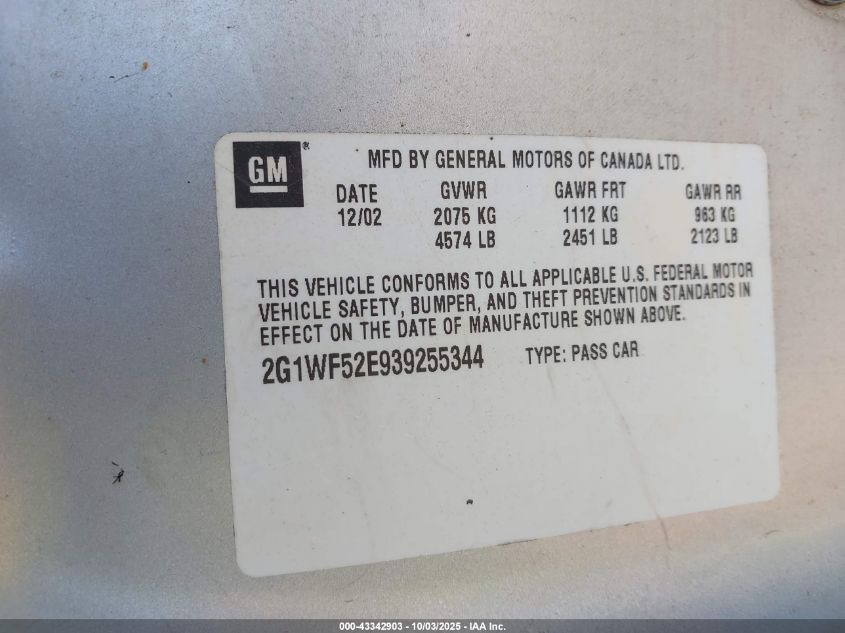 GM®
MFD BY GENERAL MOTORS OF CANADA LTD.
DATE GVWR GAWR FRT GAWR RR
12/02 2075 KG 1112 KG 963 KG
4574 LB 2451 LB 2123 LB
THIS VEHICLE CONFORMS TO ALL APPLICABLE U.S. FEDERAL MOTOR
VEHICLE SAFETY, BUMPER, AND THEFT PREVENTION STANDARDS IN
EFFECT ON THE DATE OF MANUFACTURE SHOWN ABOVE.
2G1WF52E939255344 TYPE: PASS CAR
000-43342903 - 10/03/2025 - IAA Inc.